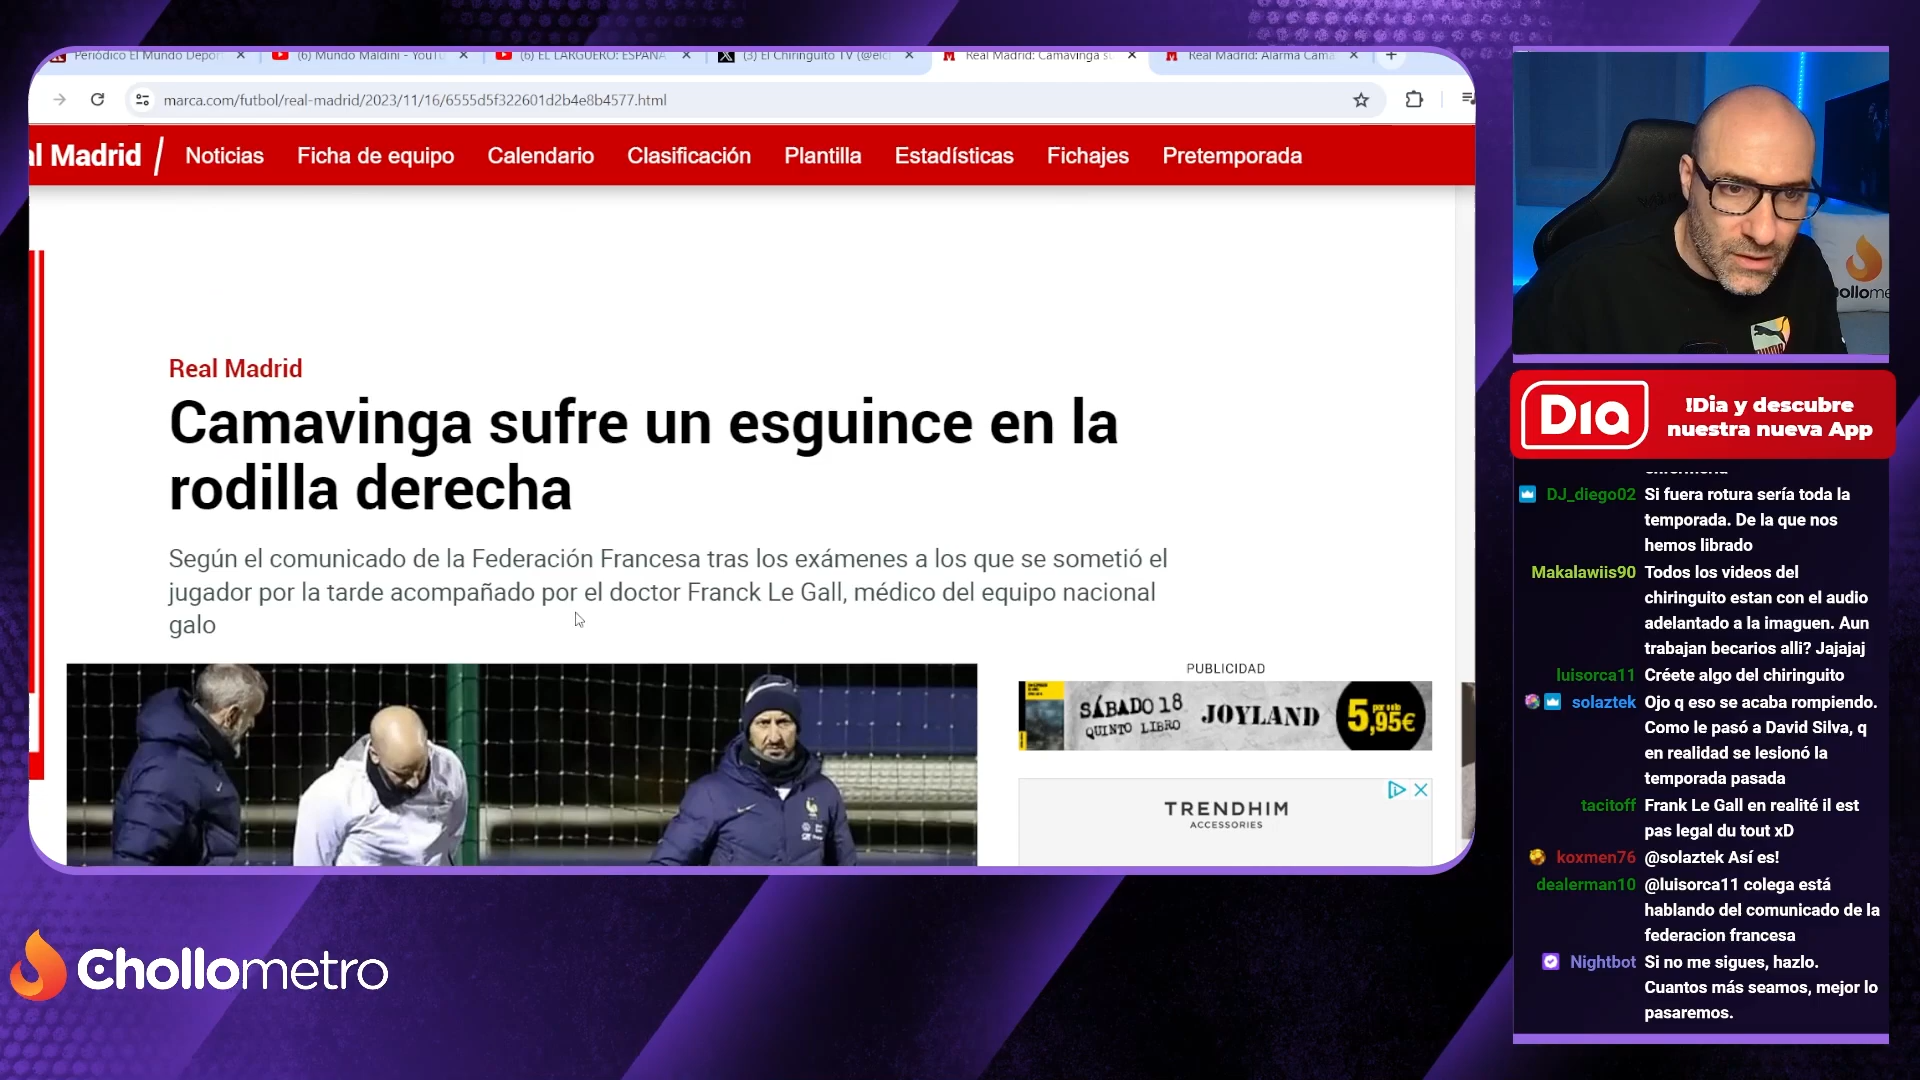 Periódico El Mundo Depor
(6) Mundo Maldini - YouTu
(6) EL LARGUERO: ESPAÑA
(3) El Chiringuito TV (@elc
Real Madrid: Camavinga su
Real Madrid: Alarma Cama
marca.com/futbol/real-madrid/2023/11/16/6555d5f322601d2b4e8b4577.html
al Madrid / Noticias Ficha de equipo Calendario Clasificación Plantilla Estadísticas Fichajes Pretemporada
Real Madrid
Camavinga sufre un esguince en la
rodilla derecha
Según el comunicado de la Federación Francesa tras los exámenes a los que se sometió el
jugador por la tarde acompañado por el doctor Franck Le Gall, médico del equipo nacional
galo
PUBLICIDAD
SÁBADO 18
QUINTO LIBRO
JOYLAND
por solo
5,95€
TRENDHIM
ACCESSORIES
Chollometro
ollome
PUMA
Dia
!Dia y descubre
nuestra nueva App
enfermería
DJ_diego02 Si fuera rotura sería toda la
temporada. De la que nos
hemos librado
Makalawiis90 Todos los videos del
chiringuito estan con el audio
adelantado a la imaguen. Aun
trabajan becarios alli? Jajajaj
luisorca11 Créete algo del chiringuito
solaztek Ojo q eso se acaba rompiendo.
Como le pasó a David Silva, q
en realidad se lesionó la
temporada pasada
tacitoff Frank Le Gall en realité il est
pas legal du tout xD
koxmen76 @solaztek Así es!
dealerman10 @luisorca11 colega está
hablando del comunicado de la
federacion francesa
Nightbot Si no me sigues, hazlo.
Cuantos más seamos, mejor lo
pasaremos.